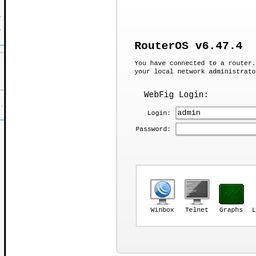 RouterOS v6.47.4
You have connected to a router.
your local network administrato
WebFig Login:
Login: admin
Password:
Winbox Telnet Graphs L